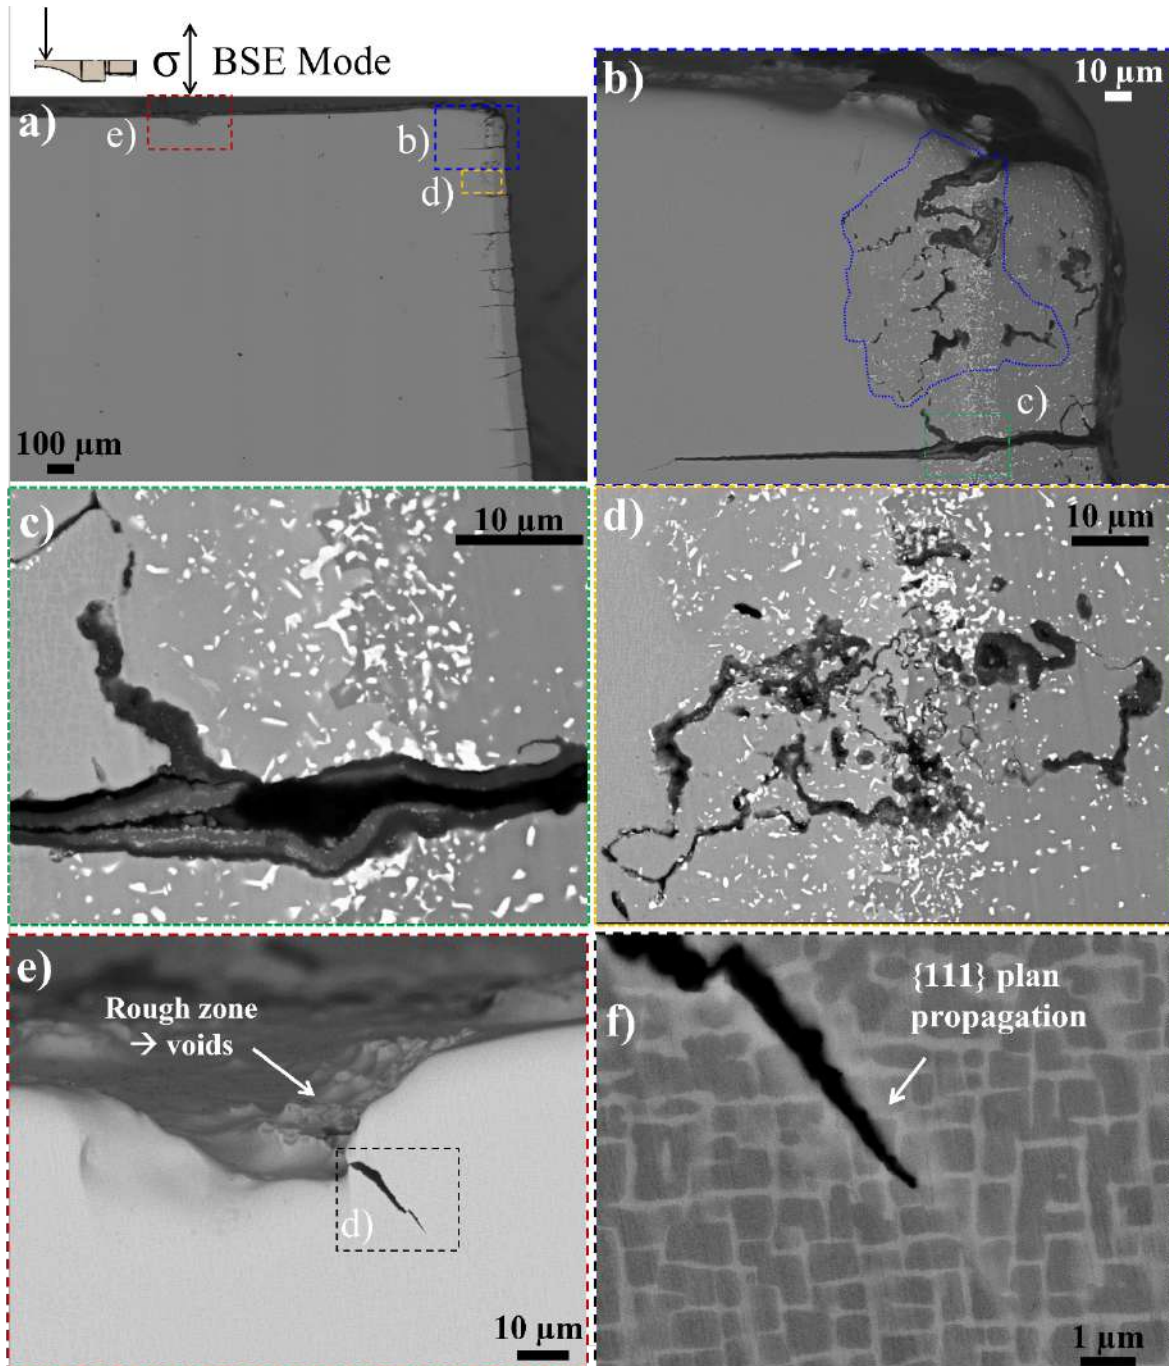 σ BSE Mode
a)
e)
b)
d)
100 µm
b)
10 µm
c)
c)
10 µm
d)
10 µm
e)
Rough zone
→ voids
d)
10 µm
f)
{111} plan
propagation
1 µm